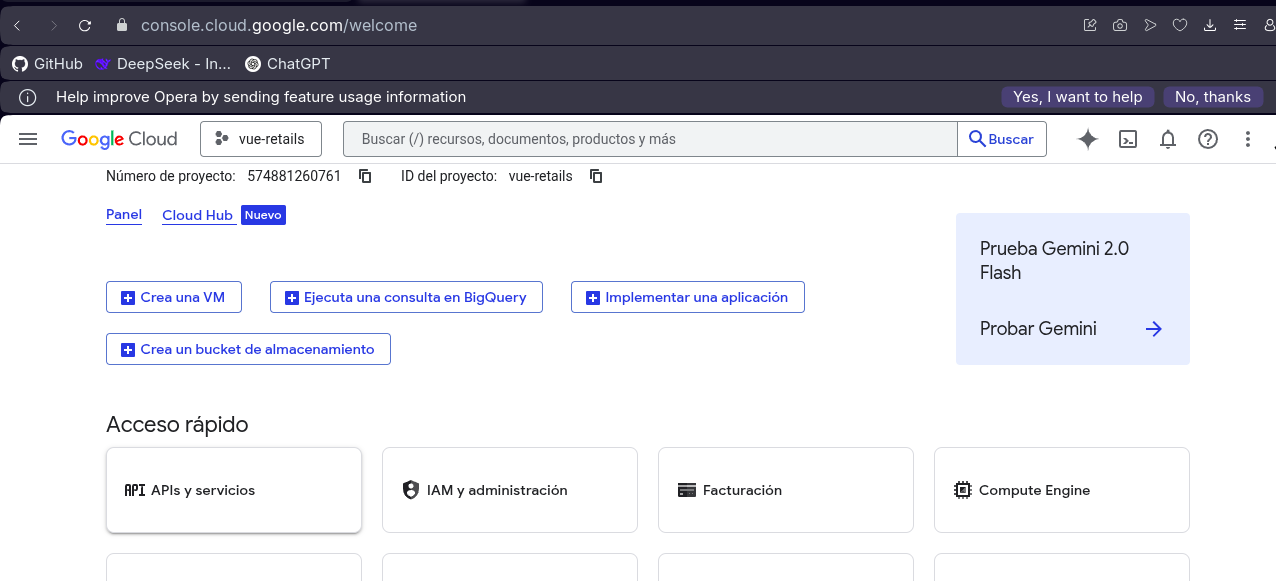 console.cloud.google.com/welcome
GitHub DeepSeek - In... ChatGPT
Help improve Opera by sending feature usage information Yes, I want to help No, thanks
Google Cloud vue-retails Buscar (/) recursos, documentos, productos y más Buscar
Número de proyecto: 574881260761 ID del proyecto: vue-retails
Panel Cloud Hub Nuevo
Prueba Gemini 2.0
Flash
Crea una VM Ejecuta una consulta en BigQuery Implementar una aplicación
Probar Gemini
Crea un bucket de almacenamiento
Acceso rápido
API APIs y servicios IAM y administración Facturación Compute Engine